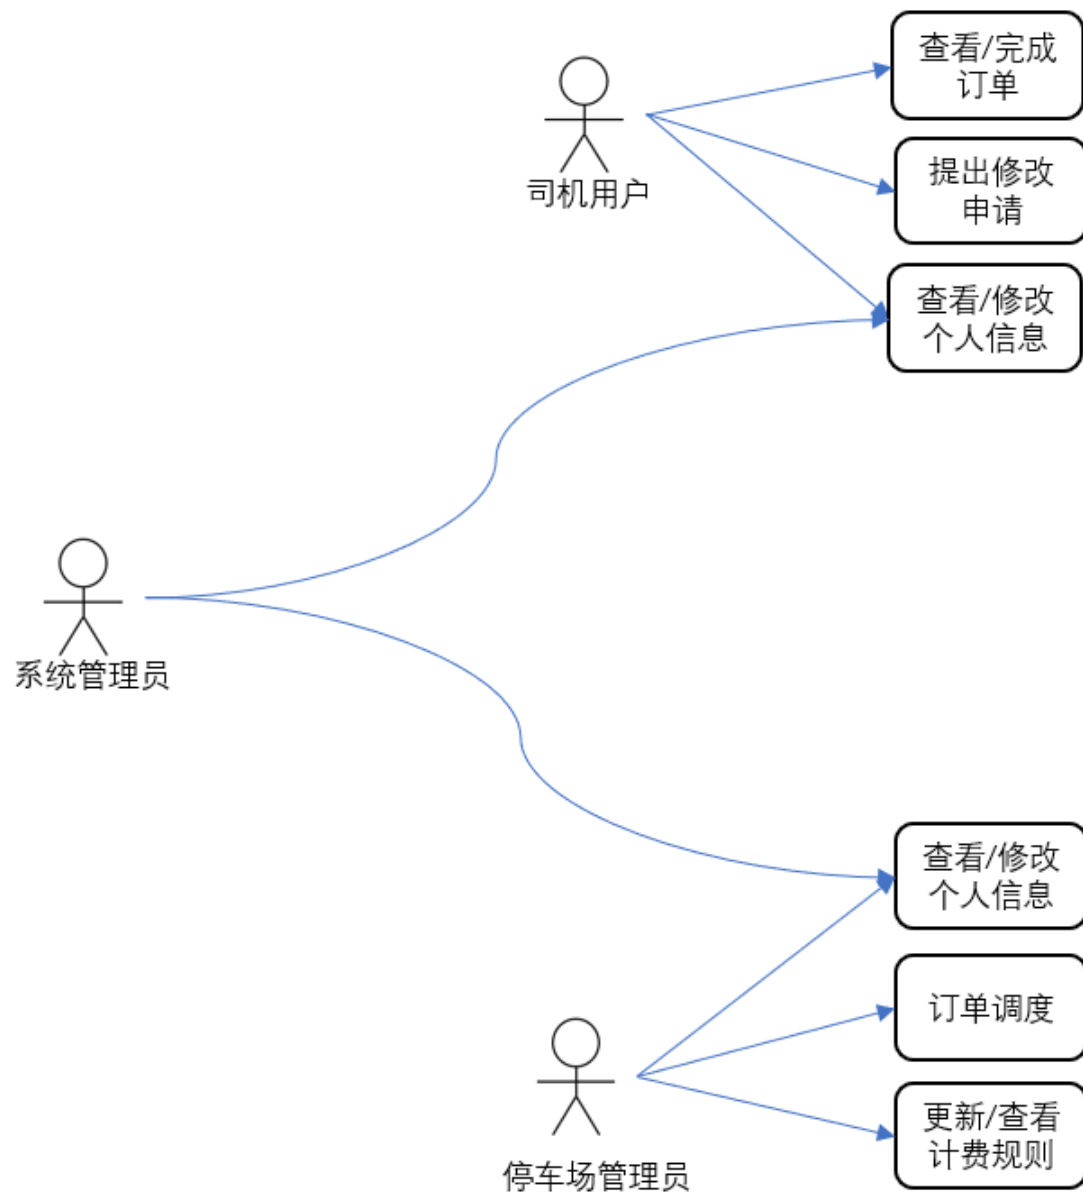 查看/完成
订单
司机用户
提出修改
申请
查看/修改
个人信息
系统管理员
查看/修改
个人信息
订单调度
停车场管理员
更新/查看
计费规则